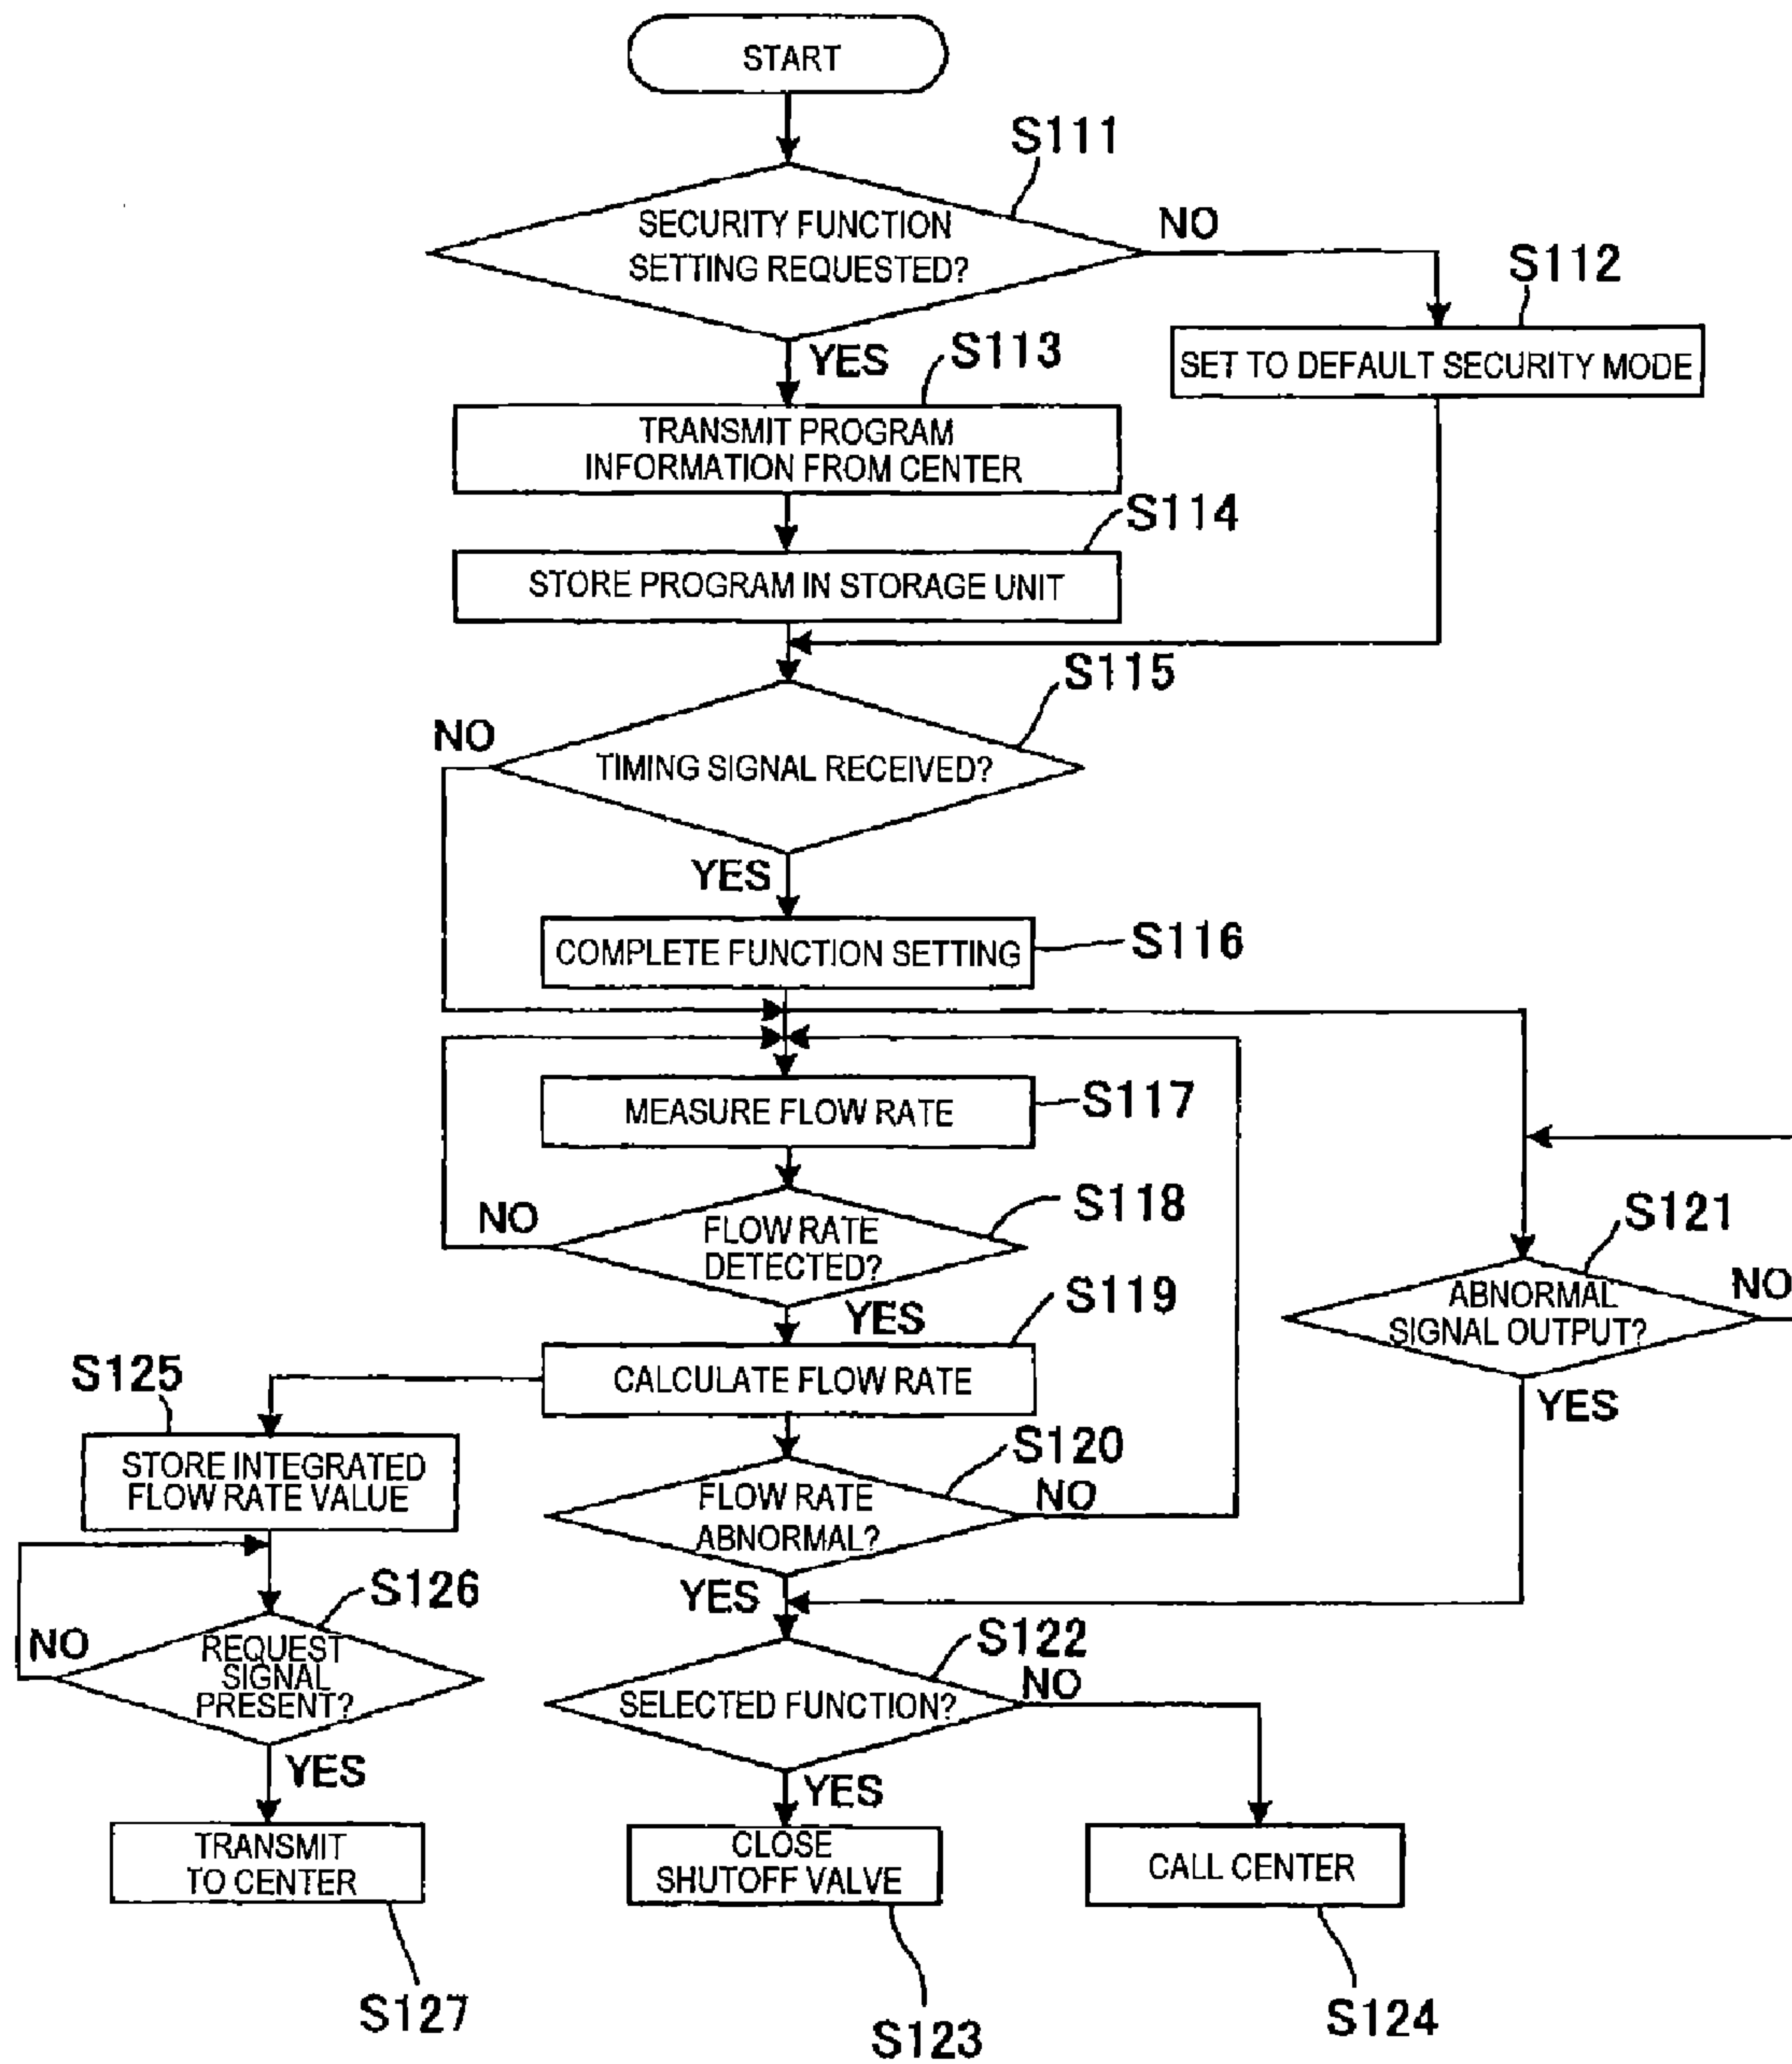 START
S111
SECURITY FUNCTION
SETTING REQUESTED?
NO
S112
SET TO DEFAULT SECURITY MODE
YES
S113
TRANSMIT PROGRAM
INFORMATION FROM CENTER
S114
STORE PROGRAM IN STORAGE UNIT
S115
NO
TIMING SIGNAL RECEIVED?
YES
COMPLETE FUNCTION SETTING
S116
MEASURE FLOW RATE
S117
S118
NO
FLOW RATE
DETECTED?
S121
ABNORMAL
SIGNAL OUTPUT?
NO
YES
S119
CALCULATE FLOW RATE
YES
S125
STORE INTEGRATED
FLOW RATE VALUE
S120
FLOW RATE
ABNORMAL?
NO
YES
S126
NO
REQUEST
SIGNAL
PRESENT?
S122
SELECTED FUNCTION?
NO
YES
YES
TRANSMIT
TO CENTER
CLOSE
SHUTOFF VALVE
CALL CENTER
S127
S123
S124